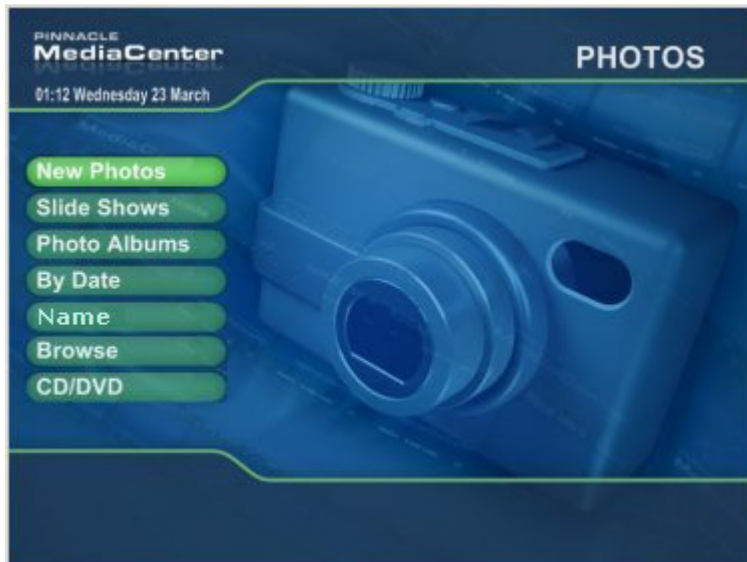 PINNACLE
MediaCenter
PHOTOS
01:12 Wednesday 23 March
New Photos
Slide Shows
Photo Albums
By Date
Name
Browse
CD/DVD